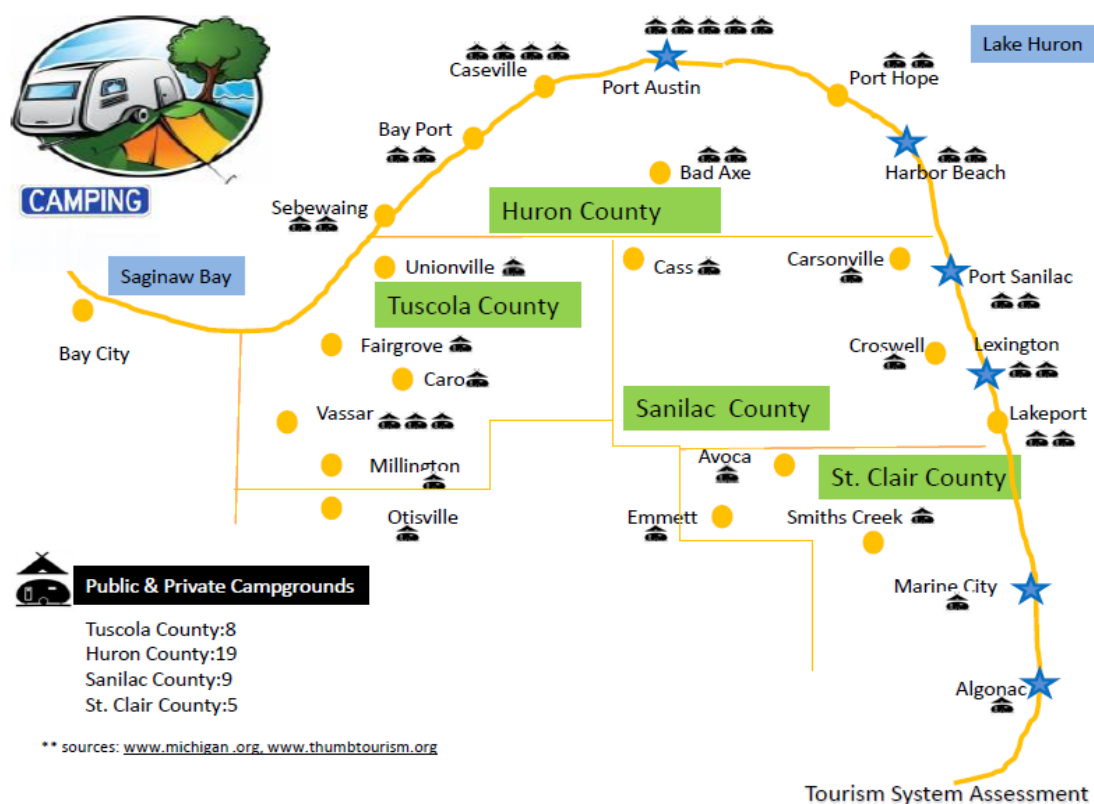 Lake Huron
Caseville
Port Austin
Port Hope
Bay Port
Bad Axe
Harbor Beach
CAMPING
Sebewaing
Huron County
Saginaw Bay
Unionville
Cass
Carsonville
Port Sanilac
Tuscola County
Bay City
Fairgrove
Croswell
Lexington
Caro
Vassar
Sanilac County
Lakeport
Millington
Avoca
St. Clair County
Otisville
Emmett
Smiths Creek
Public & Private Campgrounds
Marine City
Tuscola County:8
Huron County:19
Sanilac County:9
St. Clair County:5
Algonac
** sources: www.michigan .org, www.thumbtourism.org
Tourism System Assessment